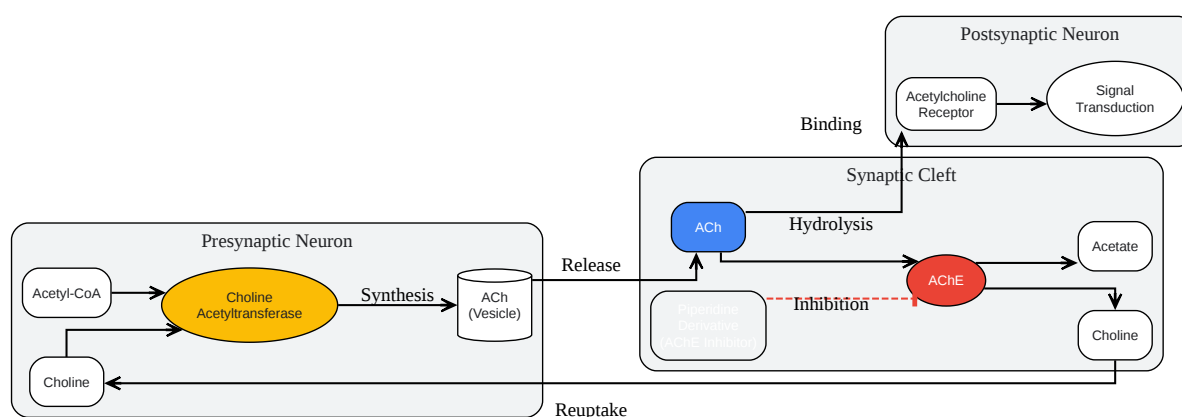 Postsynaptic Neuron
Acetylcholine
Receptor
Signal
Transduction
Binding
Synaptic Cleft
ACh
Hydrolysis
Acetate
AChE
Piperidine
Derivative
(AChE Inhibitor)
Inhibition
Choline
Presynaptic Neuron
Acetyl-CoA
Choline
Acetyltransferase
Synthesis
ACh
(Vesicle)
Release
Choline
Reuptake